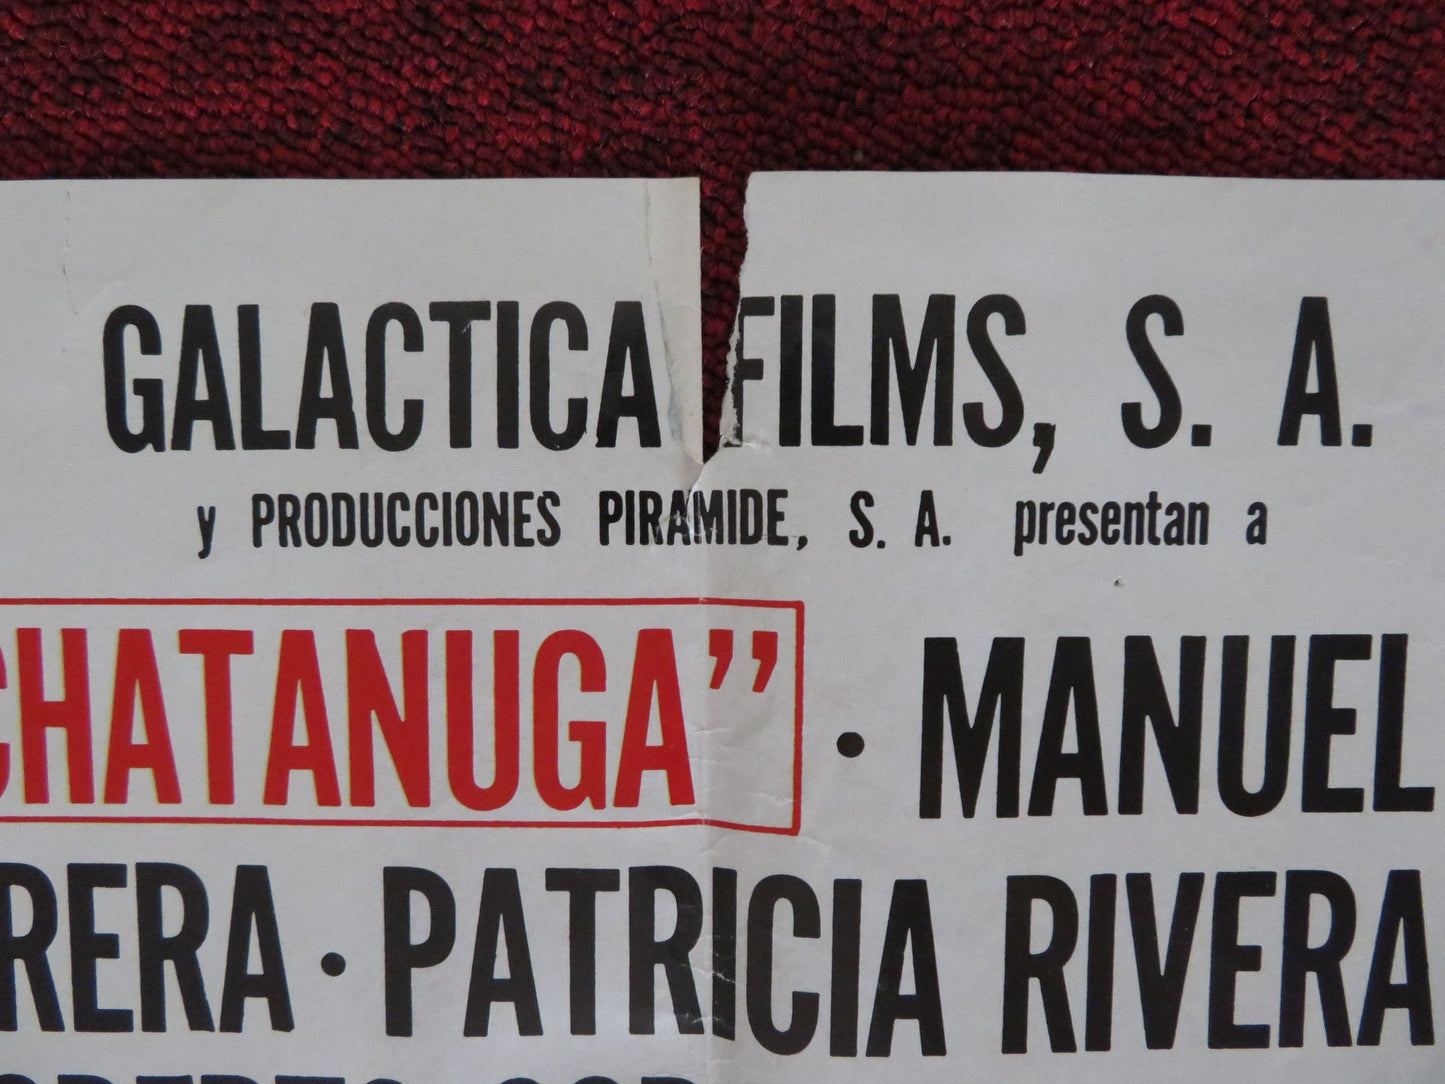 GALACTICA FILMS, S. A.
y PRODUCCIONES PIRAMIDE, S. A. presentan a
CHATANUGA” · MANUEL
RERA · PATRICIA RIVERA